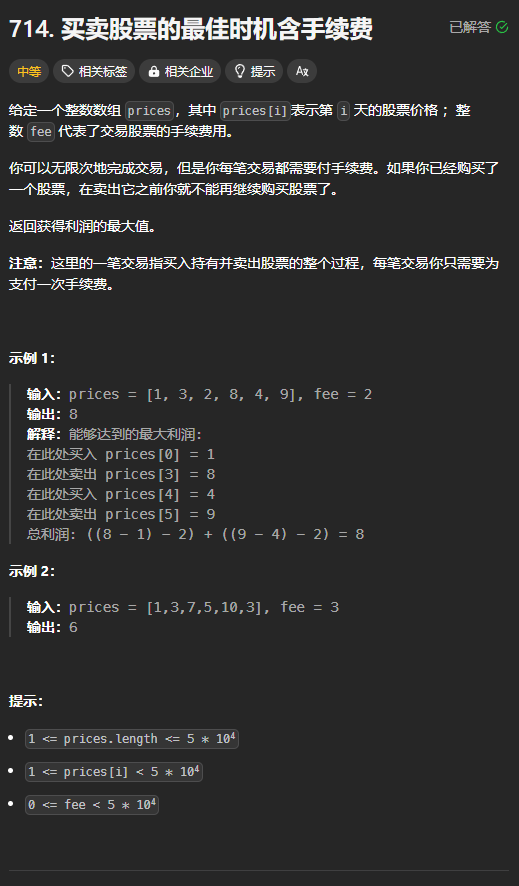 714. 买卖股票的最佳时机含手续费
已解答
中等
相关标签
相关企业
提示
给定一个整数数组 prices，其中 prices[i]表示第 i 天的股票价格 ；整
数 fee 代表了交易股票的手续费用。
你可以无限次地完成交易，但是你每笔交易都需要付手续费。如果你已经购买了
一个股票，在卖出它之前你就不能再继续购买股票了。
返回获得利润的最大值。
注意：这里的一笔交易指买入持有并卖出股票的整个过程，每笔交易你只需要为
支付一次手续费。
示例 1：
输入：prices = [1, 3, 2, 8, 4, 9], fee = 2
输出：8
解释：能够达到的最大利润:
在此处买入 prices[0] = 1
在此处卖出 prices[3] = 8
在此处买入 prices[4] = 4
在此处卖出 prices[5] = 9
总利润: ((8 - 1) - 2) + ((9 - 4) - 2) = 8
示例 2：
输入：prices = [1,3,7,5,10,3], fee = 3
输出：6
提示：
1 <= prices.length <= 5 * 10⁴
1 <= prices[i] < 5 * 10⁴
0 <= fee < 5 * 10⁴